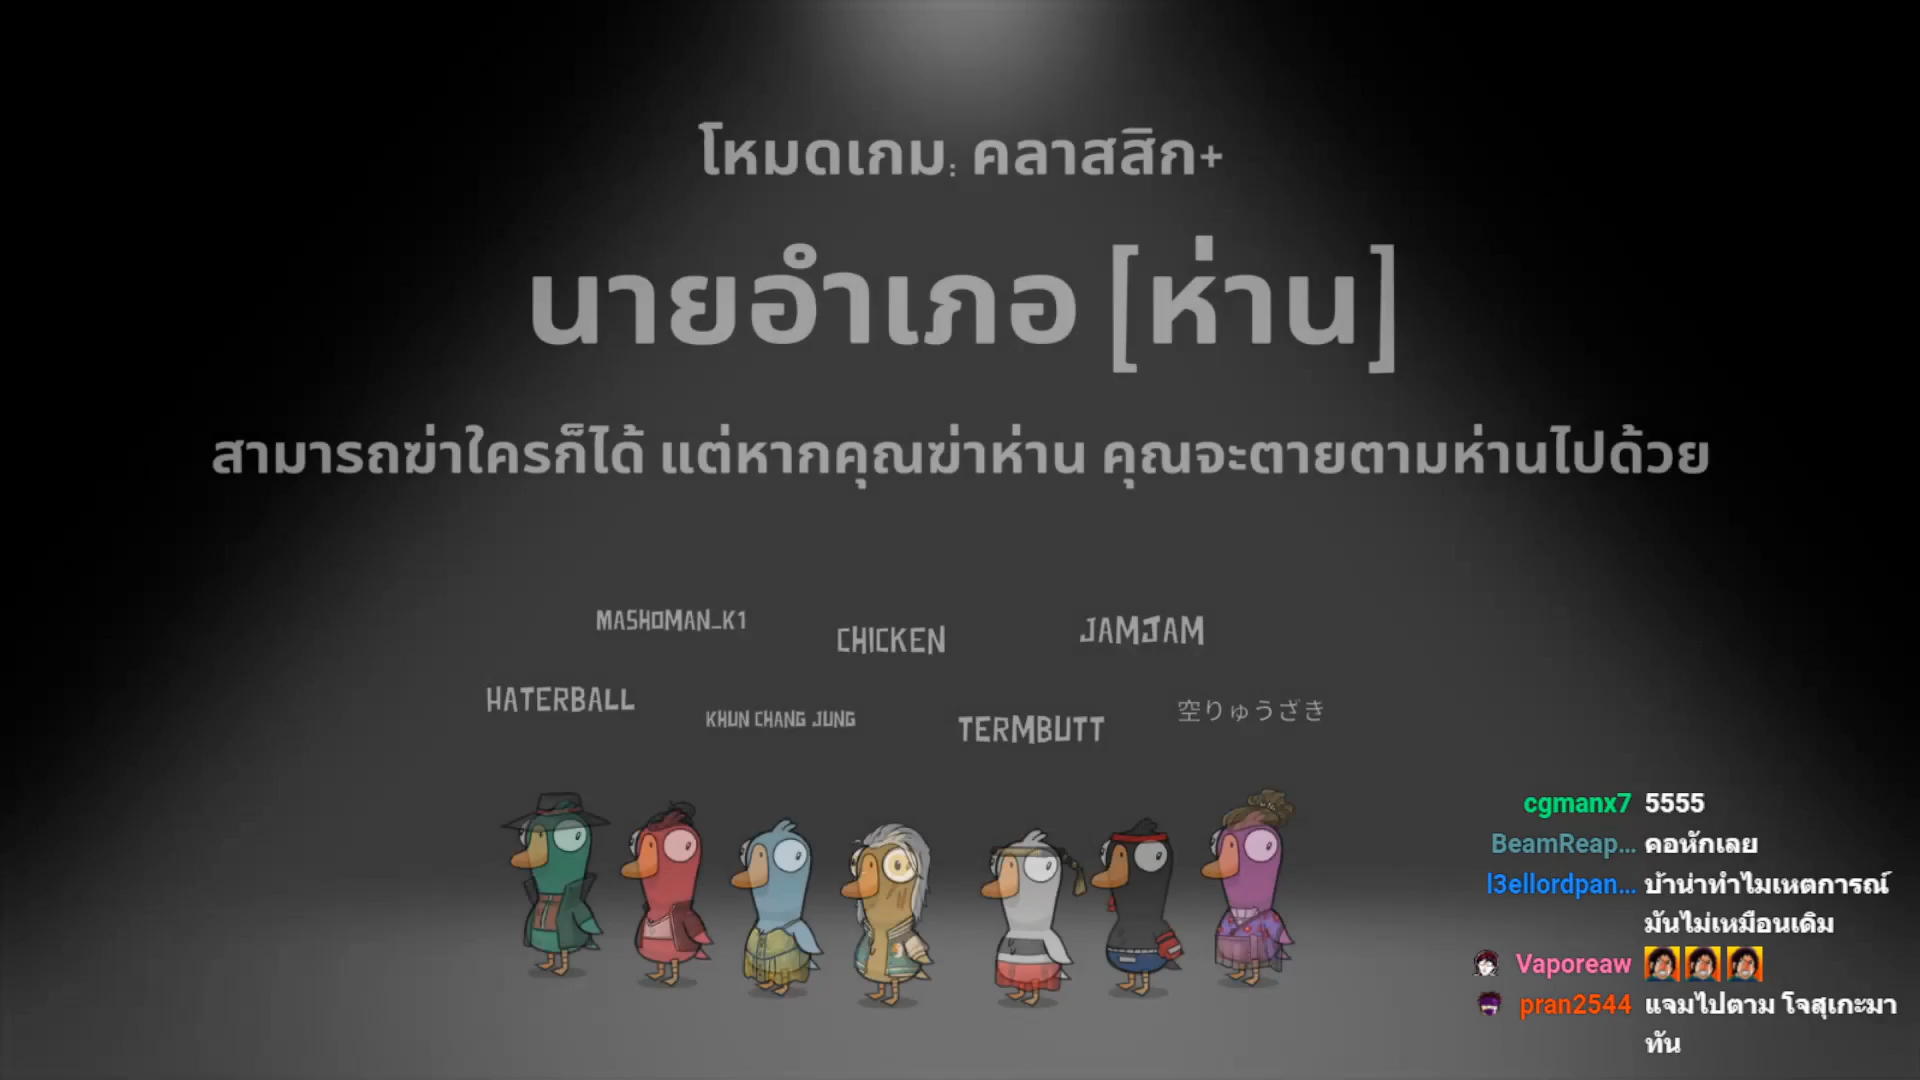 โหมดเกม: คลาสสิก+
นายอำเภอ [ห่าน]
สามารถฆ่าใครก็ได้ แต่หากคุณฆ่าห่าน คุณจะตายตามห่านไปด้วย
MASHOMAN_K1
CHICKEN
JAMJAM
HATERBALL
KHUN CHANG JUNG
TERMBUTT
空りゅうざき
cgmanx7 5555
BeamReap... คอหักเลย
l3ellordpan... บ้าน่าทำไมเหตการณ์
มันไม่เหมือนเดิม
Vaporeaw
pran2544 แจมไปตาม โจสุเกะมา
ทัน